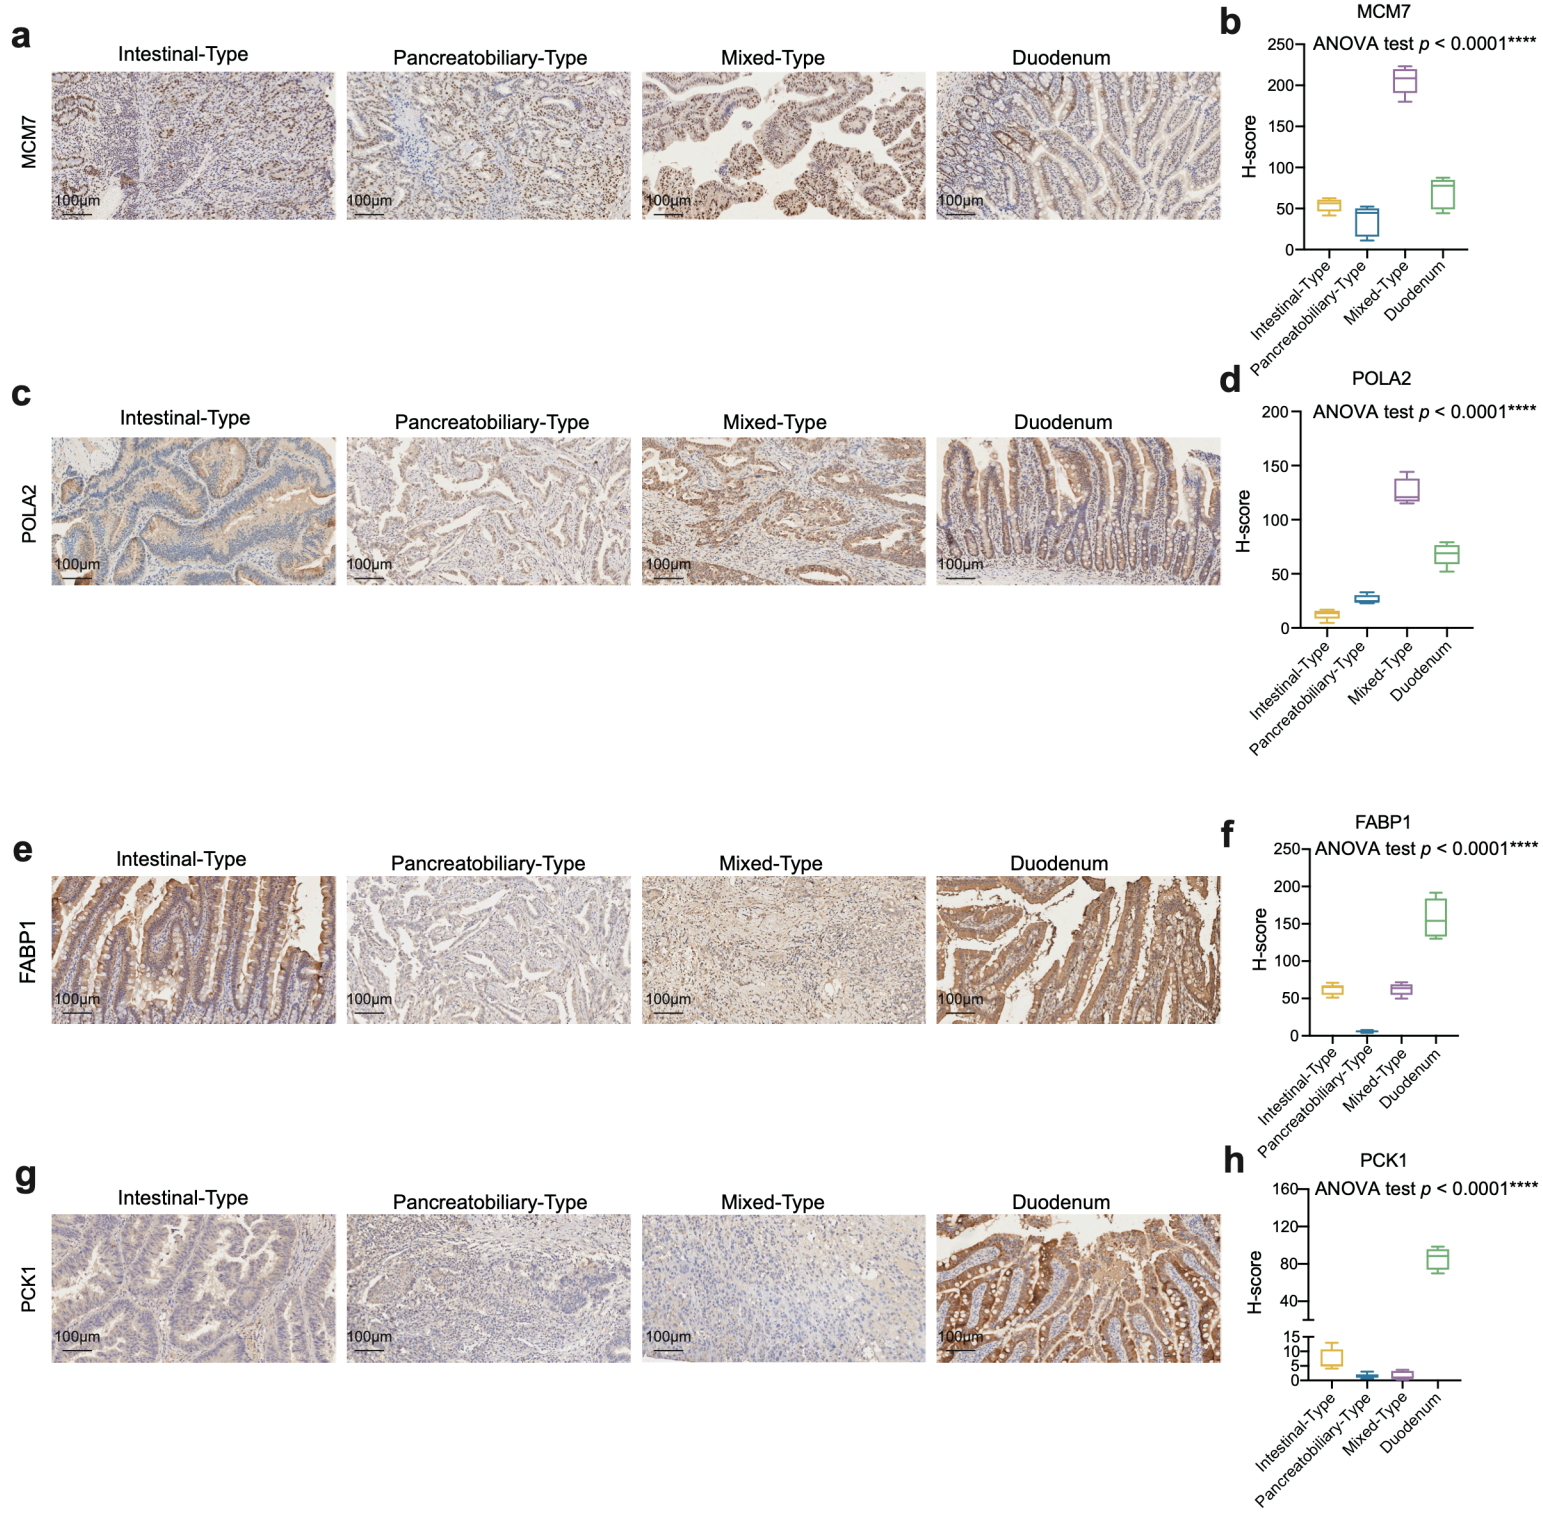 a
Intestinal-Type
Pancreatobiliary-Type
Mixed-Type
Duodenum
MCM7
100μm
100μm
100μm
100μm
b
MCM7
ANOVA test p < 0.0001****
H-score
250
200
150
100
50
0
Intestinal-Type
Pancreatobiliary-Type
Mixed-Type
Duodenum
c
Intestinal-Type
Pancreatobiliary-Type
Mixed-Type
Duodenum
POLA2
100μm
100μm
100μm
100μm
d
POLA2
ANOVA test p < 0.0001****
H-score
200
150
100
50
0
Intestinal-Type
Pancreatobiliary-Type
Mixed-Type
Duodenum
e
Intestinal-Type
Pancreatobiliary-Type
Mixed-Type
Duodenum
FABP1
100μm
100μm
100μm
100μm
f
FABP1
ANOVA test p < 0.0001****
H-score
250
200
150
100
50
0
Intestinal-Type
Pancreatobiliary-Type
Mixed-Type
Duodenum
g
Intestinal-Type
Pancreatobiliary-Type
Mixed-Type
Duodenum
PCK1
100μm
100μm
100μm
100μm
h
PCK1
ANOVA test p < 0.0001****
H-score
160
120
80
40
15
10
5
0
Intestinal-Type
Pancreatobiliary-Type
Mixed-Type
Duodenum